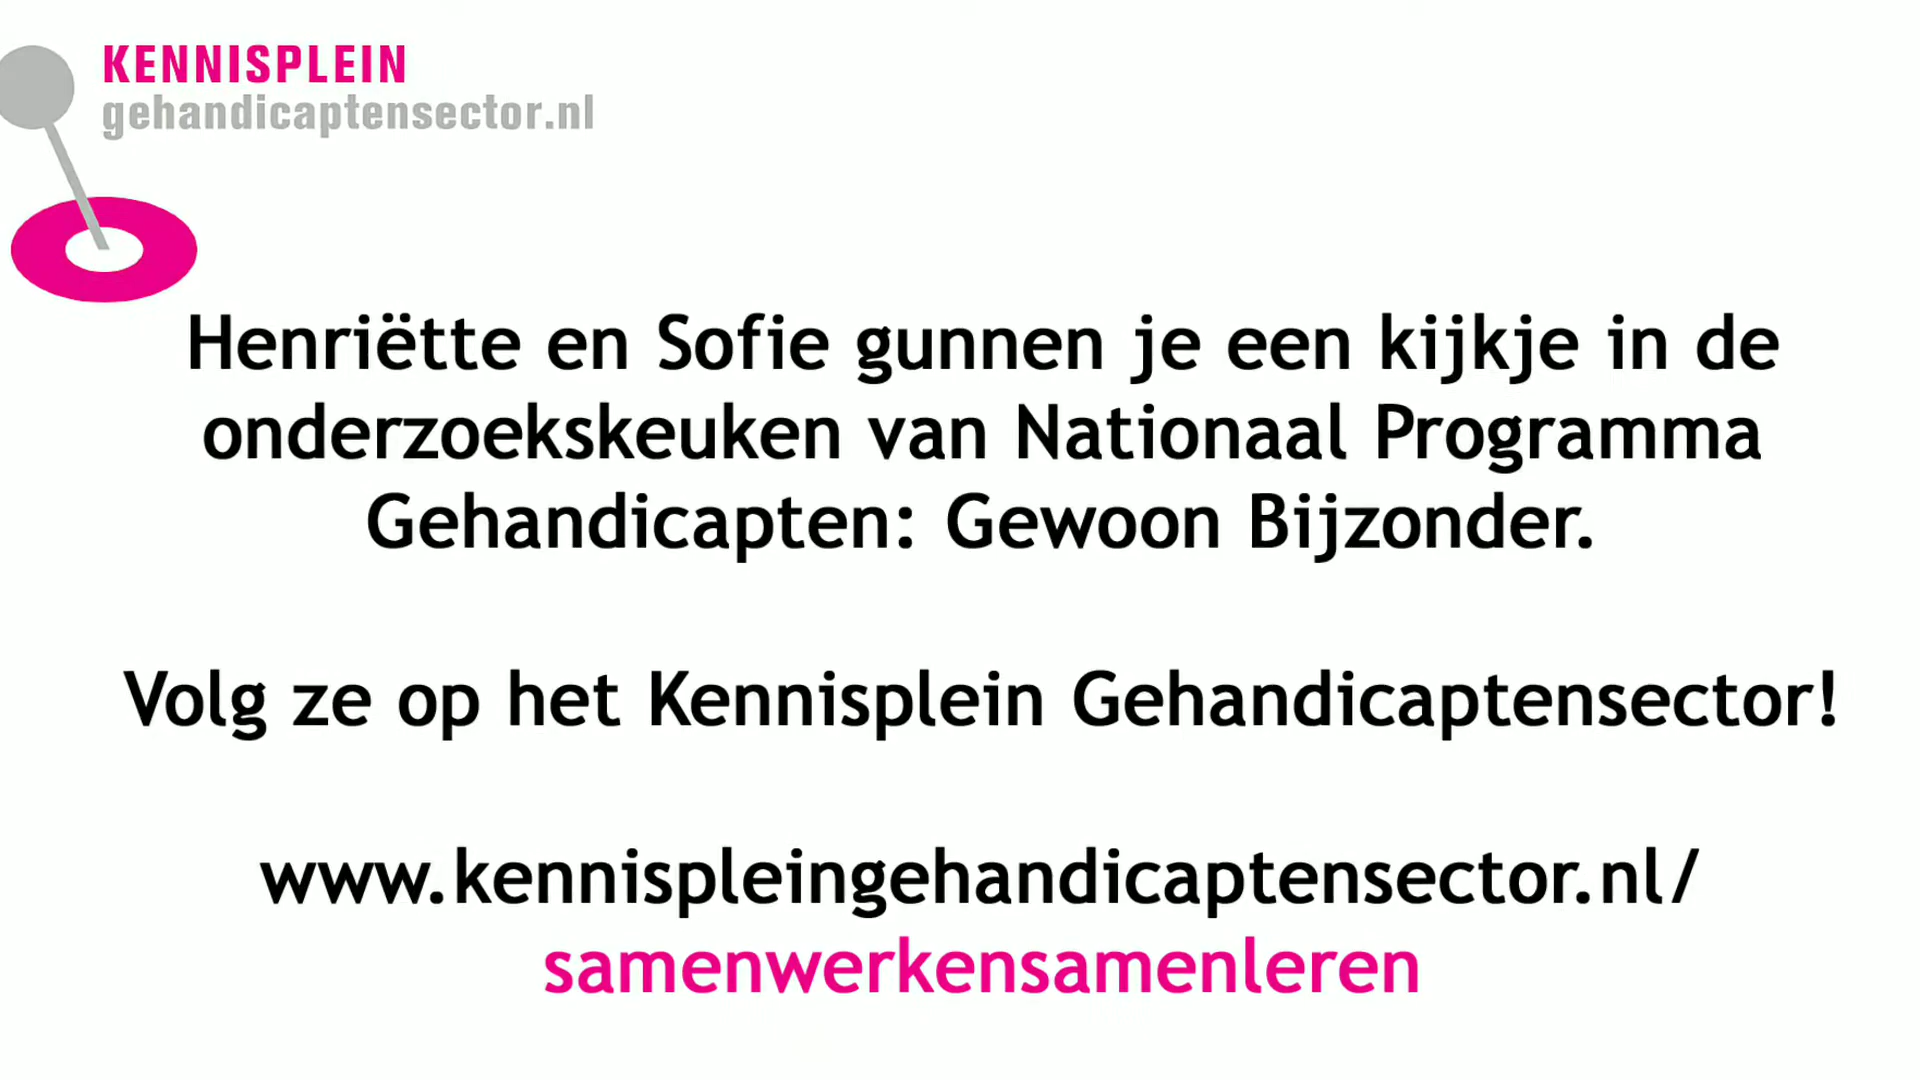 KENNISPLEIN
gehandicaptensector.nl
Henriëtte en Sofie gunnen je een kijkje in de
onderzoekskeuken van Nationaal Programma
Gehandicapten: Gewoon Bijzonder.
Volg ze op het Kennisplein Gehandicaptensector!
www.kennispleingehandicaptensector.nl/
samenwerkensamenleren